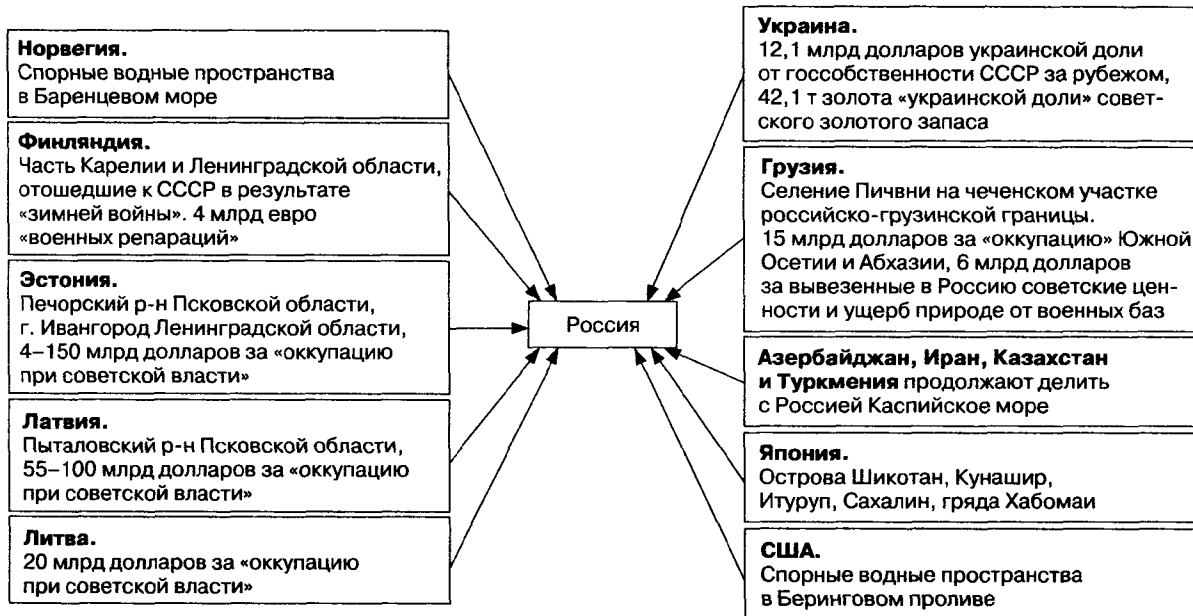 Норвегия.
Спорные водные пространства
в Баренцевом море
Финляндия.
Часть Карелии и Ленинградской области,
отошедшие к СССР в результате
«зимней войны». 4 млрд евро
«военных репараций»
Эстония.
Печорский р-н Псковской области,
г. Ивангород Ленинградской области,
4–150 млрд долларов за «оккупацию
при советской власти»
Латвия.
Пыталовский р-н Псковской области,
55–100 млрд долларов за «оккупацию
при советской власти»
Литва.
20 млрд долларов за «оккупацию
при советской власти»
Россия
Украина.
12,1 млрд долларов украинской доли
от госсобственности СССР за рубежом,
42,1 т золота «украинской доли» совет-
ского золотого запаса
Грузия.
Селение Пичвни на чеченском участке
российско-грузинской границы.
15 млрд долларов за «оккупацию» Южной
Осетии и Абхазии, 6 млрд долларов
за вывезенные в Россию советские цен-
ности и ущерб природе от военных баз
Азербайджан, Иран, Казахстан
и Туркмения продолжают делить
с Россией Каспийское море
Япония.
Острова Шикотан, Кунашир,
Итуруп, Сахалин, гряда Хабомаи
США.
Спорные водные пространства
в Беринговом проливе